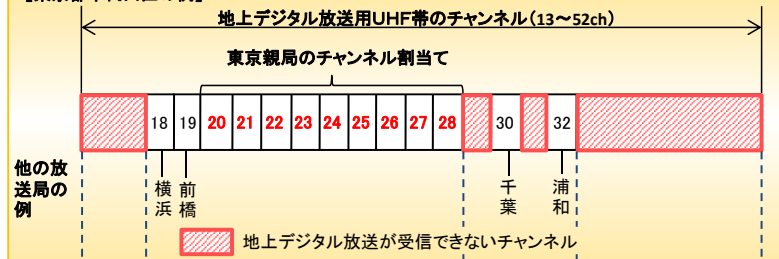 地上デジタル放送用UHF帯のチャンネル(13～52ch)
東京親局のチャンネル割当て
18 19 20 21 22 23 24 25 26 27 28 30 32
他の放
送局の
例
横浜
前橋
千葉
浦和
地上デジタル放送が受信できないチャンネル